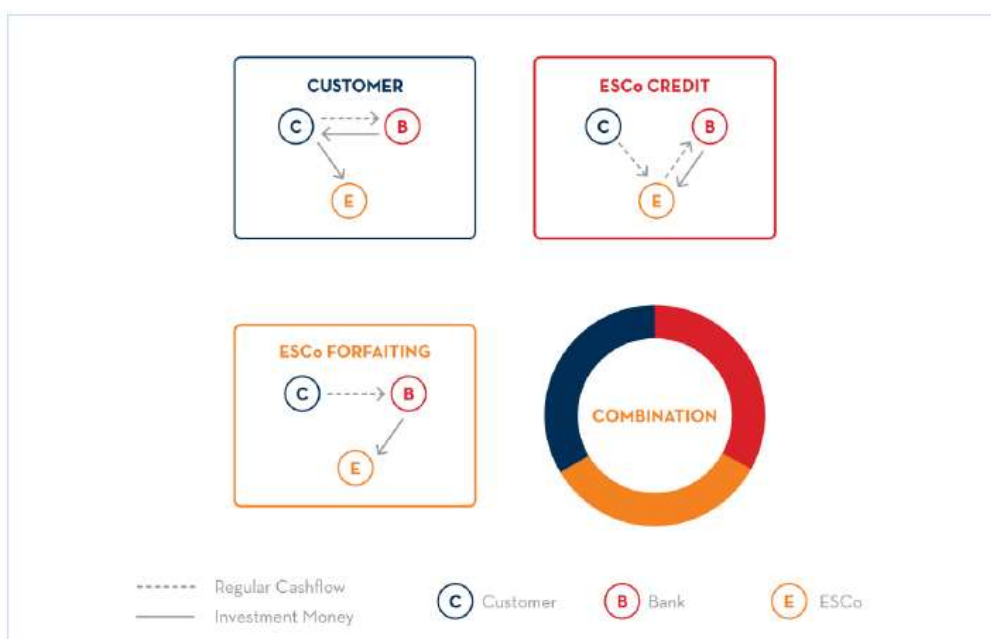 CUSTOMER
C
B
E
ESCo CREDIT
C
B
E
ESCo FORFAITING
C
B
E
COMBINATION
Regular Cashflow
Investment Money
C Customer
B Bank
E ESCo